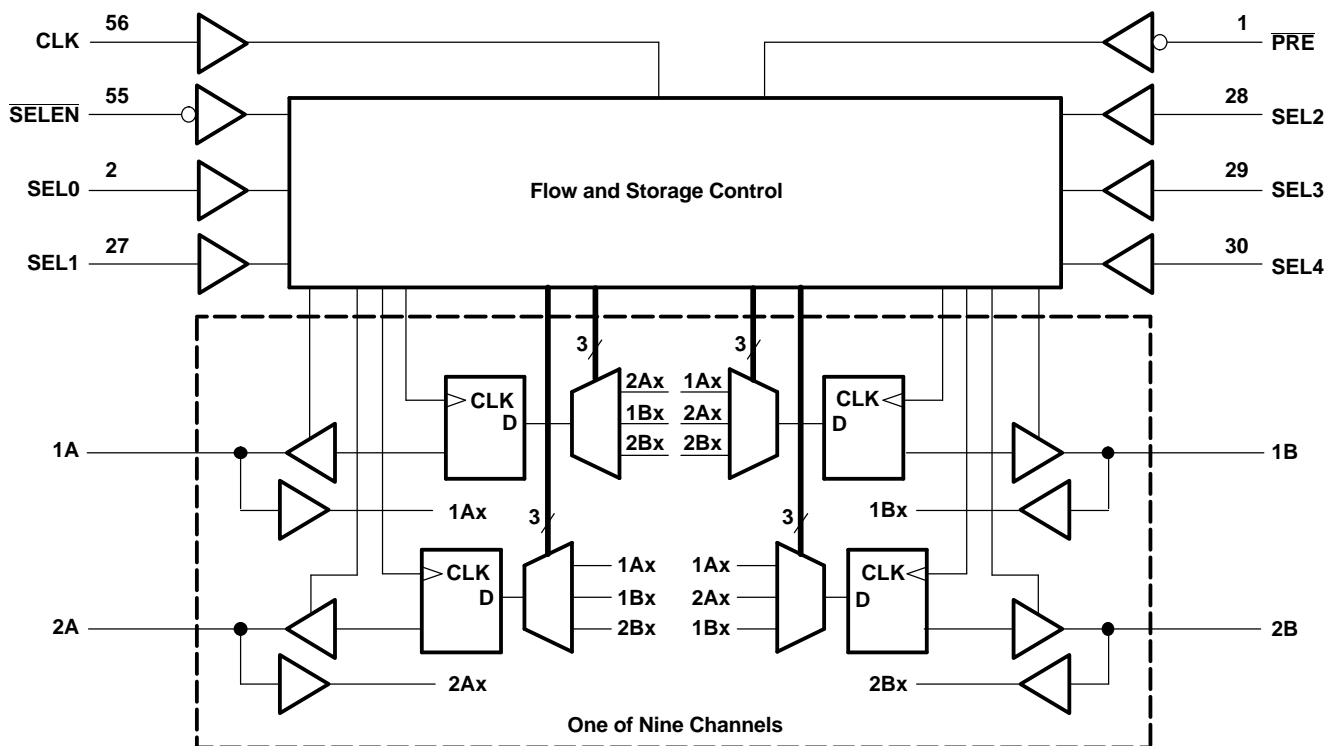 CLK
56
1
PRE
SELEN
55
28
SEL2
SEL0
2
Flow and Storage Control
29
SEL3
SEL1
27
30
SEL4
3
3
CLK
D
2Ax
1Bx
2Bx
1Ax
2Ax
2Bx
CLK
D
1A
1B
1Ax
3
3
1Bx
CLK
D
1Ax
1Bx
2Bx
1Ax
2Ax
1Bx
CLK
D
2A
2B
2Ax
2Bx
One of Nine Channels